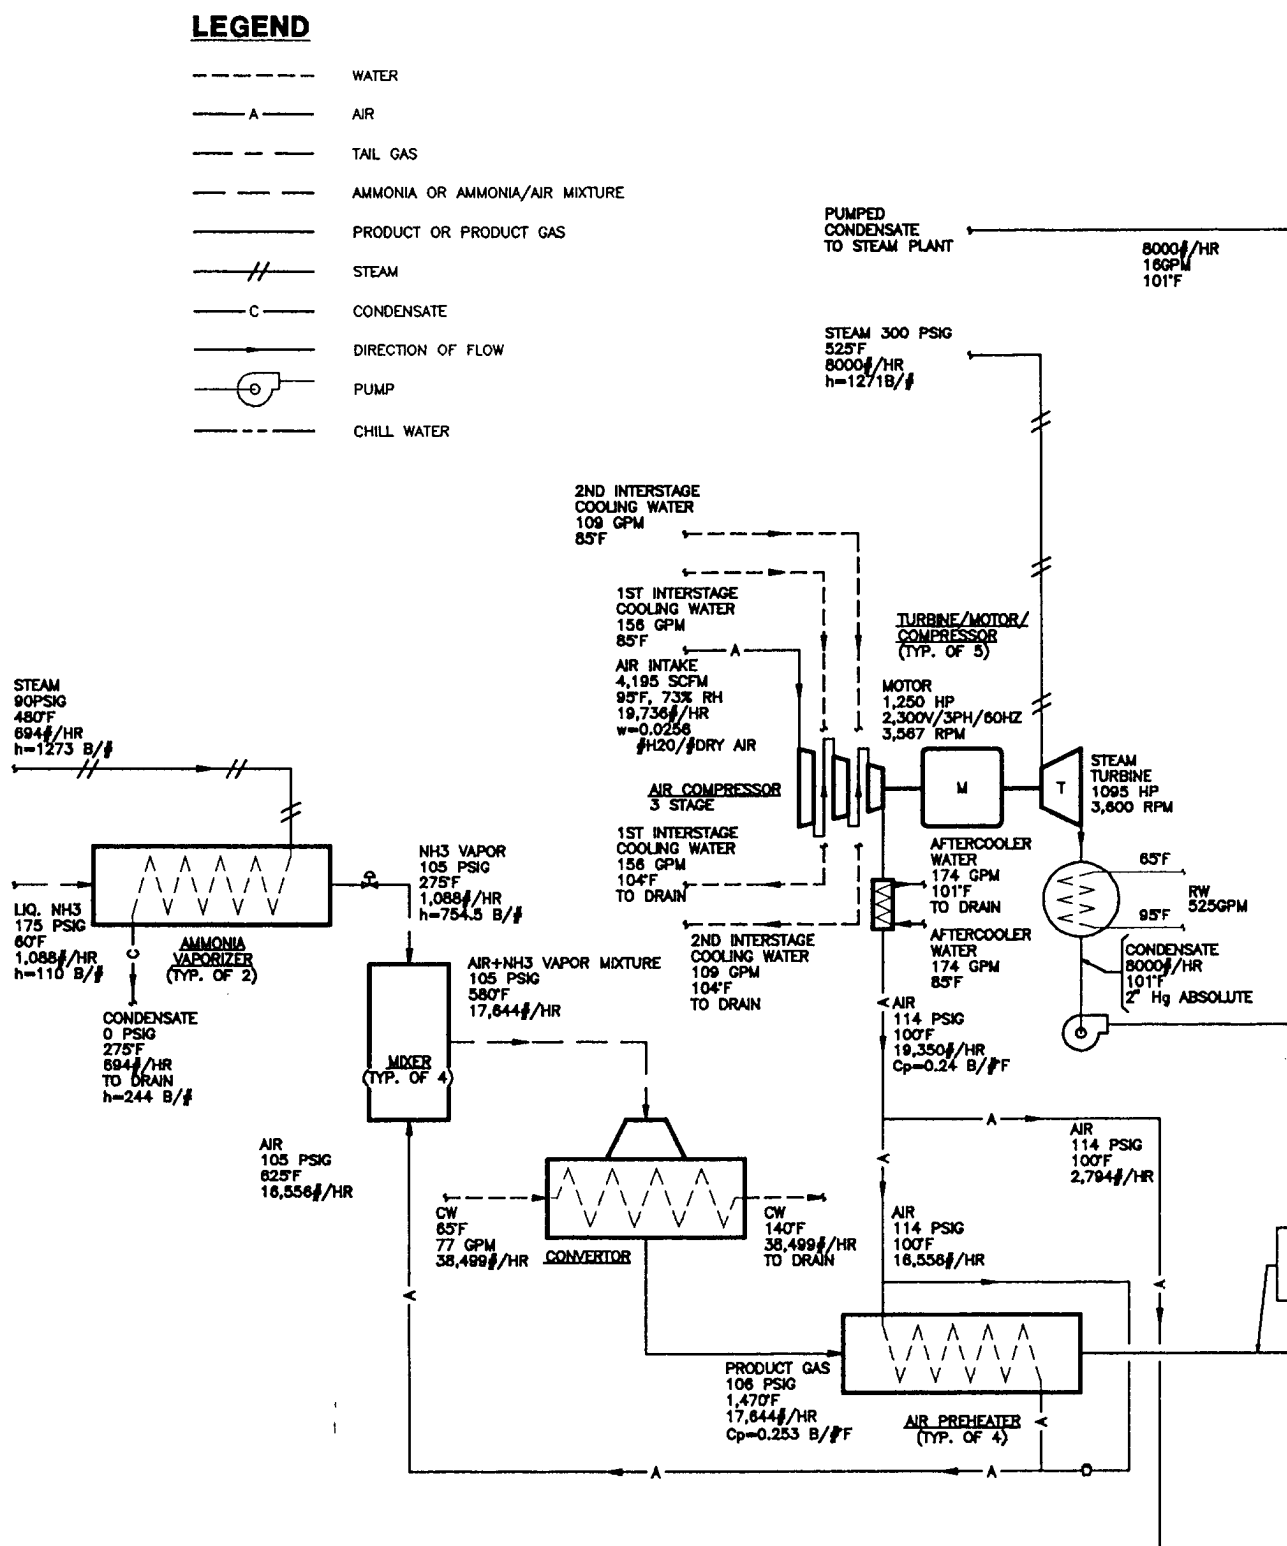 LEGEND
WATER
A
AIR
TAIL GAS
AMMONIA OR AMMONIA/AIR MIXTURE
PRODUCT OR PRODUCT GAS
STEAM
C
CONDENSATE
DIRECTION OF FLOW
PUMP
CHILL WATER
PUMPED
CONDENSATE
TO STEAM PLANT
8000#/HR
16GPM
101°F
STEAM 300 PSIG
525°F
8000#/HR
h=1271B/#
2ND INTERSTAGE
COOLING WATER
109 GPM
85°F
1ST INTERSTAGE
COOLING WATER
156 GPM
85°F
A
AIR INTAKE
4,195 SCFM
95°F, 73% RH
19,736#/HR
w=0.0256
#H20/#DRY AIR
TURBINE/MOTOR/
COMPRESSOR
(TYP. OF 5)
MOTOR
1,250 HP
2,300V/3PH/60HZ
3,567 RPM
M
T
STEAM
TURBINE
1095 HP
3,600 RPM
AIR COMPRESSOR
3 STAGE
STEAM
90PSIG
480°F
694#/HR
h=1273 B/#
LIQ. NH3
175 PSIG
60°F
1,088#/HR
h=110 B/#
AMMONIA
VAPORIZER
(TYP. OF 2)
C
CONDENSATE
0 PSIG
275°F
694#/HR
TO DRAIN
h=244 B/#
NH3 VAPOR
105 PSIG
275°F
1,088#/HR
h=754.5 B/#
1ST INTERSTAGE
COOLING WATER
156 GPM
104°F
TO DRAIN
2ND INTERSTAGE
COOLING WATER
109 GPM
104°F
TO DRAIN
AFTERCOOLER
WATER
174 GPM
101°F
TO DRAIN
AFTERCOOLER
WATER
174 GPM
85°F
65°F
RW
525GPM
95°F
CONDENSATE
8000#/HR
101°F
2" Hg ABSOLUTE
AIR+NH3 VAPOR MIXTURE
105 PSIG
580°F
17,644#/HR
MIXER
(TYP. OF 4)
A
AIR
114 PSIG
100°F
19,350#/HR
Cp=0.24 B/#°F
A
AIR
114 PSIG
100°F
2,794#/HR
AIR
105 PSIG
625°F
16,556#/HR
A
CW
65°F
77 GPM
38,499#/HR
CONVERTOR
CW
140°F
38,499#/HR
TO DRAIN
A
AIR
114 PSIG
100°F
16,556#/HR
A
A
PRODUCT GAS
106 PSIG
1,470°F
17,644#/HR
Cp=0.253 B/#°F
AIR PREHEATER
(TYP. OF 4)
A
A
A